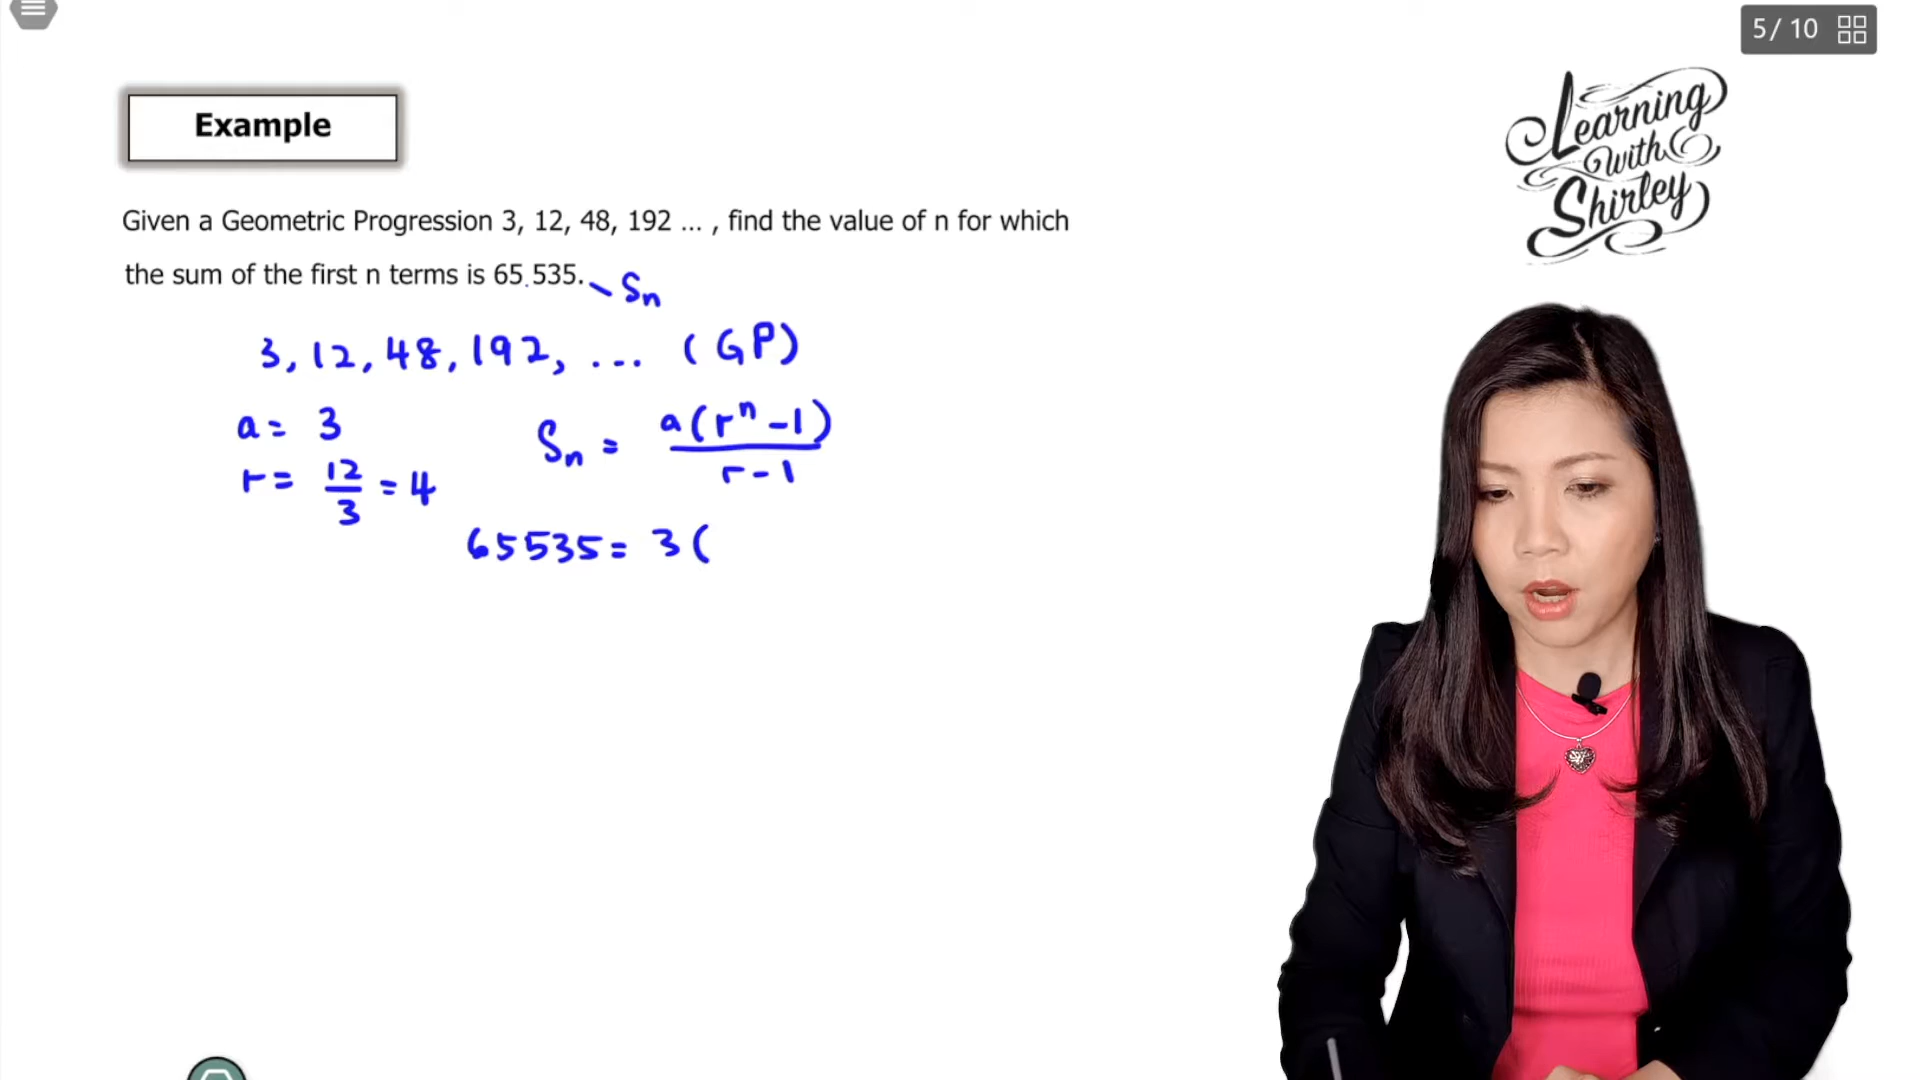 5 / 10
Example
Learning
with
Shirley
Given a Geometric Progression 3, 12, 48, 192 ... , find the value of n for which
the sum of the first n terms is 65 535.
Sn
3, 12, 48, 192, ... (GP)
a = 3
r = 12/3 = 4
Sn = a(rⁿ - 1)/r - 1
65535 = 3 (